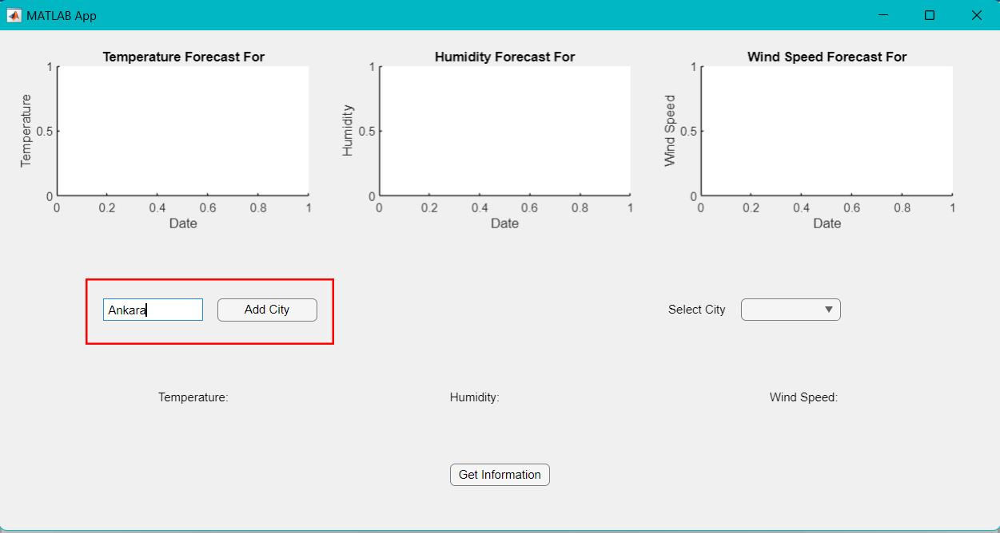 MATLAB App
Temperature Forecast For
Temperature
1
0.5
0
0 0.2 0.4 0.6 0.8 1
Date
Humidity Forecast For
Humidity
1
0.5
0
0 0.2 0.4 0.6 0.8 1
Date
Wind Speed Forecast For
Wind Speed
1
0.5
0
0 0.2 0.4 0.6 0.8 1
Date
Ankara Add City
Select City
Temperature: Humidity: Wind Speed:
Get Information